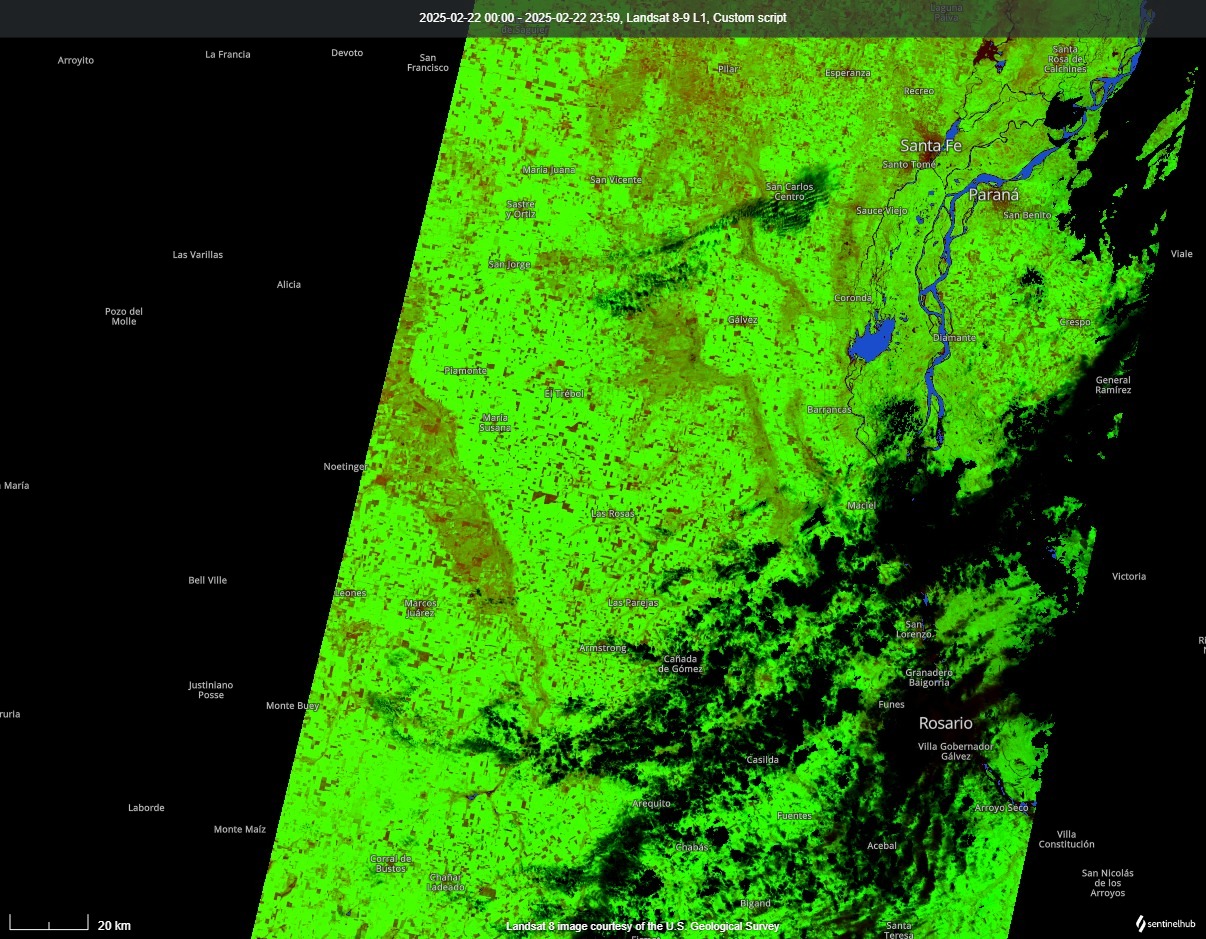 2025-02-22 00:00 - 2025-02-22 23:59, Landsat 8-9 L1, Custom script
Laguna
Paiva
Arroyito
La Francia
Devoto
San
Francisco
Pilar
Esperanza
Santa
Rosa de
Calchines
Recreo
Santa Fe
Santo Tomé
María Juana
San Vicente
San Carlos
Centro
Paraná
Sastre
y Ortiz
Sauce Viejo
San Benito
Las Varillas
Viale
San Jorge
Alicia
Coronda
Pozo del
Molle
Gálvez
Crespo
Diamante
Piamonte
General
Ramírez
El Trébol
María
Susana
Barrancas
Noetinger
María
Las Rosas
Maciel
Bell Ville
Victoria
Leones
Marcos
Juárez
Las Parejas
San
Lorenzo
Armstrong
Cañada
de Gómez
Granadero
Baigorria
Justiniano
Posse
Monte Buey
Funes
ruria
Rosario
Villa Gobernador
Gálvez
Casilda
Laborde
Arequito
Arroyo Seco
Fuentes
Monte Maíz
Villa
Constitución
Chabás
Acebal
Corral de
Bustos
Chañar
Ladeado
San Nicolás
de los
Arroyos
Bigand
20 km
Landsat 8 image courtesy of the U.S. Geological Survey
Santa
Teresa
sentinelhub